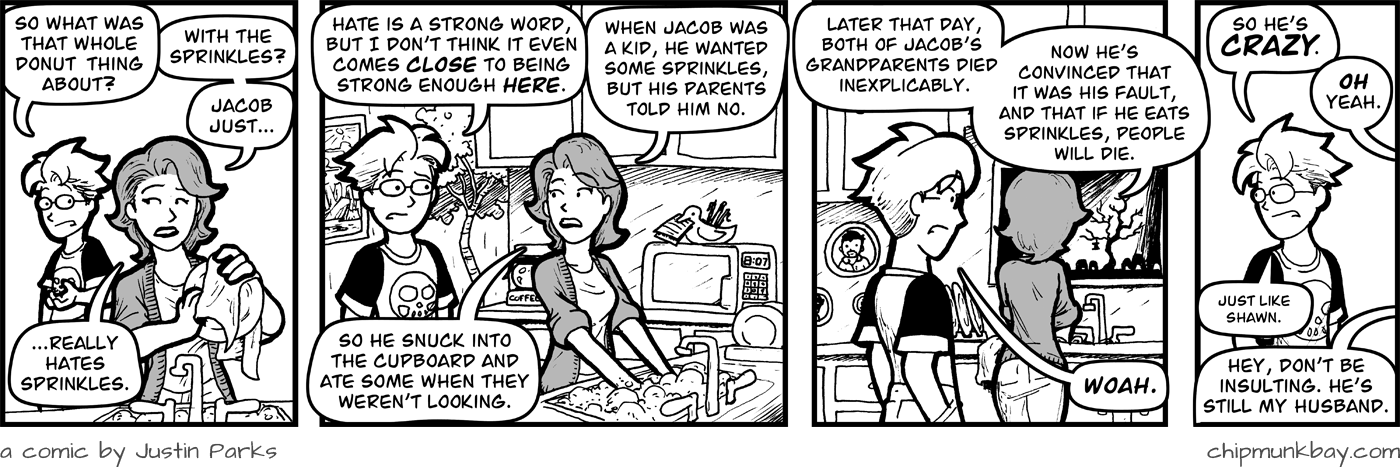 SO WHAT WAS
THAT WHOLE
DONUT THING
ABOUT?
WITH THE
SPRINKLES?
JACOB
JUST...
...REALLY
HATES
SPRINKLES.
HATE IS A STRONG WORD,
BUT I DON'T THINK IT EVEN
COMES CLOSE TO BEING
STRONG ENOUGH HERE.
WHEN JACOB WAS
A KID, HE WANTED
SOME SPRINKLES,
BUT HIS PARENTS
TOLD HIM NO.
8:07
COFFEE
SO HE SNUCK INTO
THE CUPBOARD AND
ATE SOME WHEN THEY
WEREN'T LOOKING.
LATER THAT DAY,
BOTH OF JACOB'S
GRANDPARENTS DIED
INEXPLICABLY.
NOW HE'S
CONVINCED THAT
IT WAS HIS FAULT,
AND THAT IF HE EATS
SPRINKLES, PEOPLE
WILL DIE.
WOAH.
SO HE'S
CRAZY.
OH
YEAH.
JUST LIKE
SHAWN.
HEY, DON'T BE
INSULTING. HE'S
STILL MY HUSBAND.
a comic by Justin Parks
chipmunkbay.com